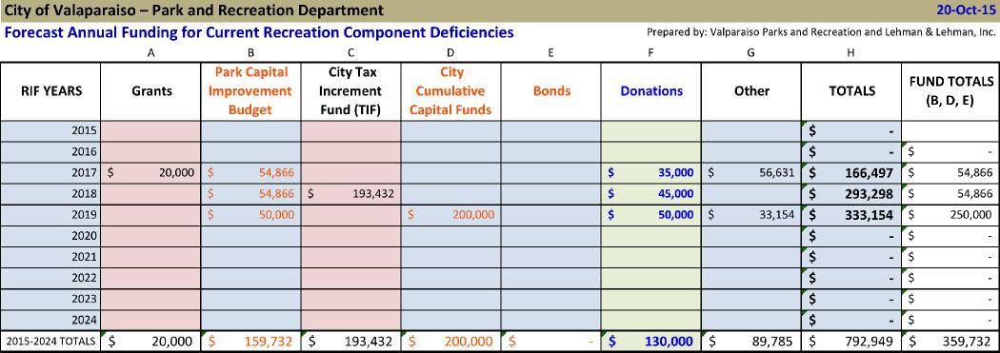 City of Valaparaiso – Park and Recreation Department 20-Oct-15
Forecast Annual Funding for Current Recreation Component Deficiencies Prepared by: Valparaiso Parks and Recreation and Lehman & Lehman, Inc.
A B C D E F G H
RIF YEARS Grants Park Capital Improvement Budget City Tax Increment Fund (TIF) City Cumulative Capital Funds Bonds Donations Other TOTALS FUND TOTALS (B, D, E)
2015 $ -
2016 $ - $ -
2017 $ 20,000 $ 54,866 $ 35,000 $ 56,631 $ 166,497 $ 54,866
2018 $ 54,866 $ 193,432 $ 45,000 $ 293,298 $ 54,866
2019 $ 50,000 $ 200,000 $ 50,000 $ 33,154 $ 333,154 $ 250,000
2020 $ - $ -
2021 $ - $ -
2022 $ - $ -
2023 $ - $ -
2024 $ - $ -
2015-2024 TOTALS $ 20,000 $ 159,732 $ 193,432 $ 200,000 $ - $ 130,000 $ 89,785 $ 792,949 $ 359,732